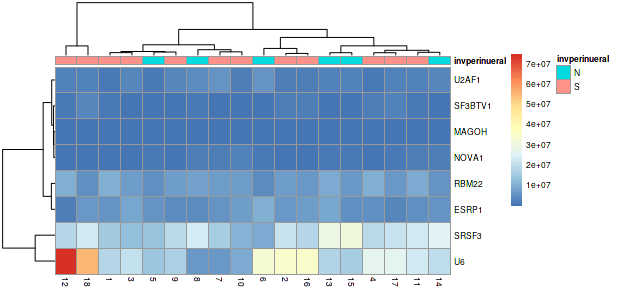 invperinueral
U2AF1
SF3BTV1
MAGOH
NOVA1
RBM22
ESRP1
SRSF3
U6
12 18 1 3 5 9 8 7 10 6 2 16 13 15 4 17 11 14
7e+07
6e+07
5e+07
4e+07
3e+07
2e+07
1e+07
invperinueral
N
S